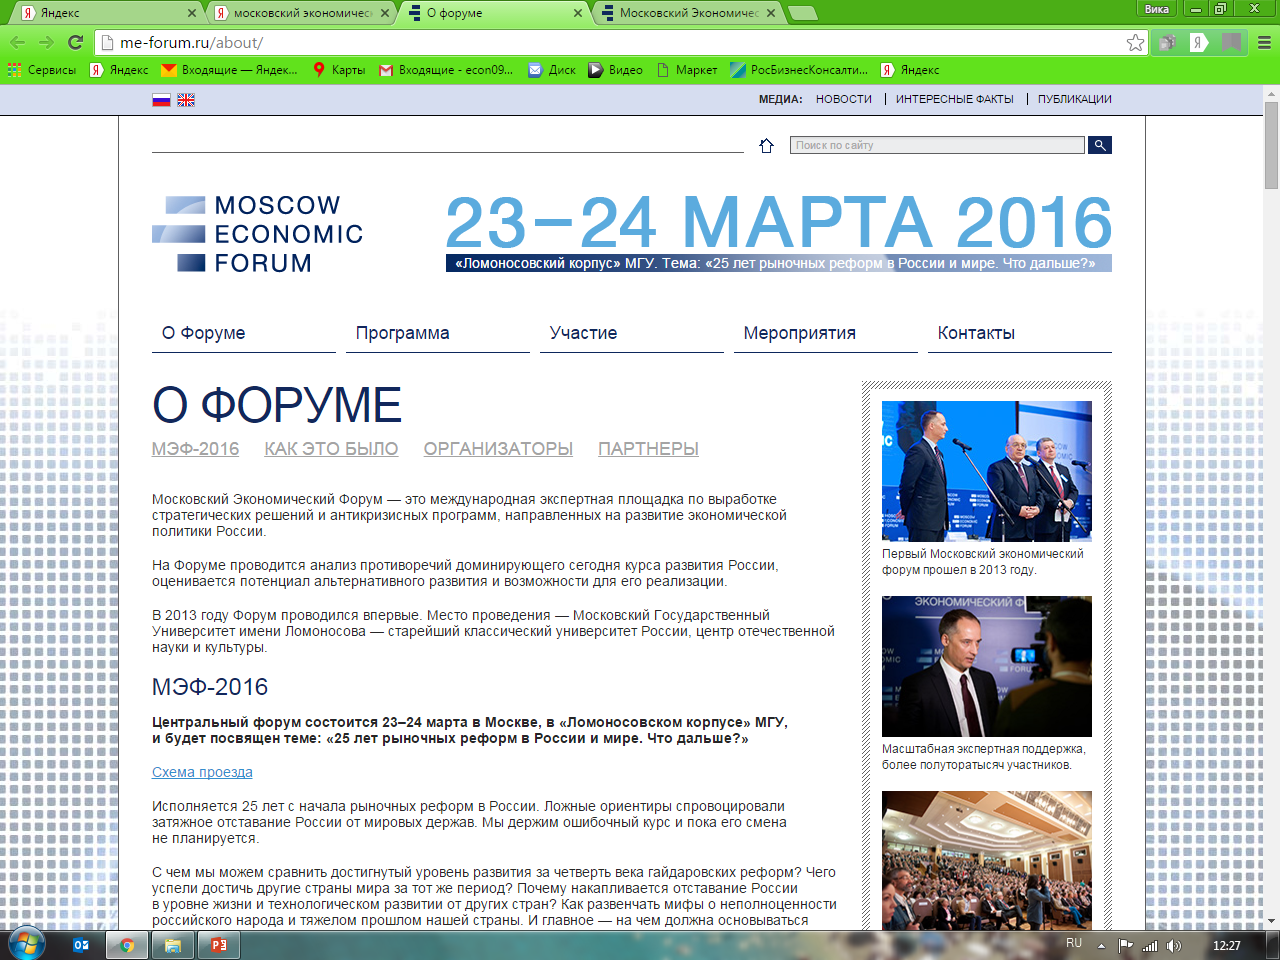 Яндекс
московский экономичес
О форуме
Московский Экономичес
Вика
me-forum.ru/about/
Сервисы
Яндекс
Входящие — Яндек...
Карты
Входящие - econ09...
Диск
Видео
Маркет
РосБизнесКонсалти...
Яндекс
МЕДИА: НОВОСТИ ИНТЕРЕСНЫЕ ФАКТЫ ПУБЛИКАЦИИ
Поиск по сайту
MOSCOW
ECONOMIC
FORUM
23–24 МАРТА 2016
«Ломоносовский корпус» МГУ. Тема: «25 лет рыночных реформ в России и мире. Что дальше?»
О Форуме Программа Участие Мероприятия Контакты
О ФОРУМЕ
МЭФ-2016 КАК ЭТО БЫЛО ОРГАНИЗАТОРЫ ПАРТНЕРЫ
Московский Экономический Форум — это международная экспертная площадка по выработке
стратегических решений и антикризисных программ, направленных на развитие экономической
политики России.
На Форуме проводится анализ противоречий доминирующего сегодня курса развития России,
оценивается потенциал альтернативного развития и возможности для его реализации.
В 2013 году Форум проводился впервые. Место проведения — Московский Государственный
Университет имени Ломоносова — старейший классический университет России, центр отечественной
науки и культуры.
МЭФ-2016
Центральный форум состоится 23–24 марта в Москве, в «Ломоносовском корпусе» МГУ,
и будет посвящен теме: «25 лет рыночных реформ в России и мире. Что дальше?»
Схема проезда
Исполняется 25 лет с начала рыночных реформ в России. Ложные ориентиры спровоцировали
затяжное отставание России от мировых держав. Мы держим ошибочный курс и пока его смена
не планируется.
С чем мы можем сравнить достигнутый уровень развития за четверть века гайдаровских реформ? Чего
успели достичь другие страны мира за тот же период? Почему накапливается отставание России
в уровне жизни и технологическом развитии от других стран? Как развенчать мифы о неполноценности
российского народа и тяжелом прошлом нашей страны. И главное — на чем должна основываться
Первый Московский экономический
форум прошел в 2013 году.
ЭКОНОМИЧЕСКИЙ
MOSCOW
ECONOMIC
FORUM
Масштабная экспертная поддержка,
более полуторатысяч участников.
RU
12:27